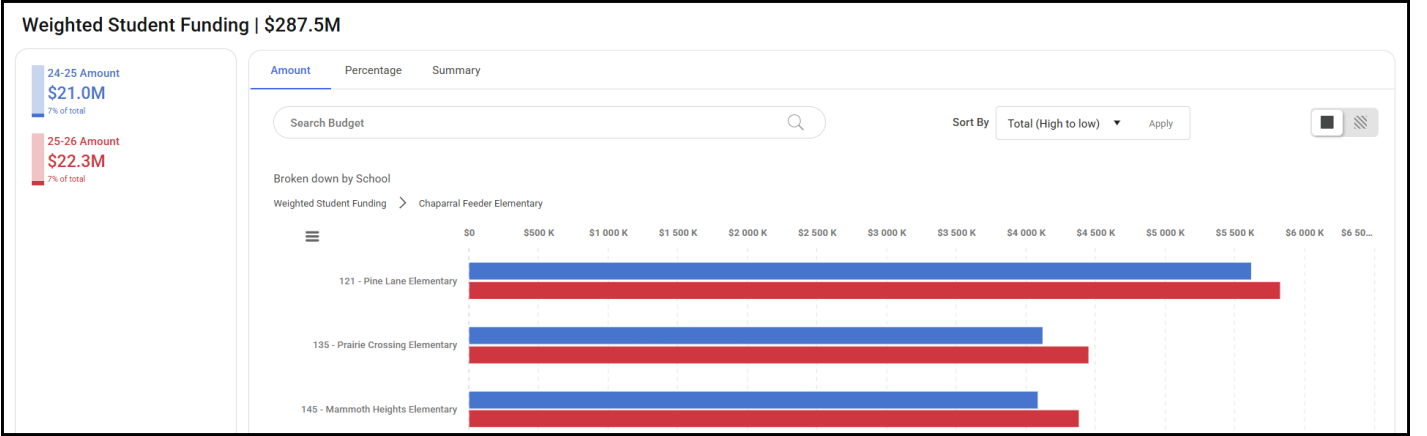 Weighted Student Funding | $287.5M
24-25 Amount
$21.0M
7% of total
25-26 Amount
$22.3M
7% of total
Amount Percentage Summary
Search Budget
Sort By Total (High to low) Apply
Broken down by School
Weighted Student Funding Chaparral Feeder Elementary
$0 $500 K $1 000 K $1 500 K $2 000 K $2 500 K $3 000 K $3 500 K $4 000 K $4 500 K $5 000 K $5 500 K $6 000 K $6 50...
121 - Pine Lane Elementary
135 - Prairie Crossing Elementary
145 - Mammoth Heights Elementary